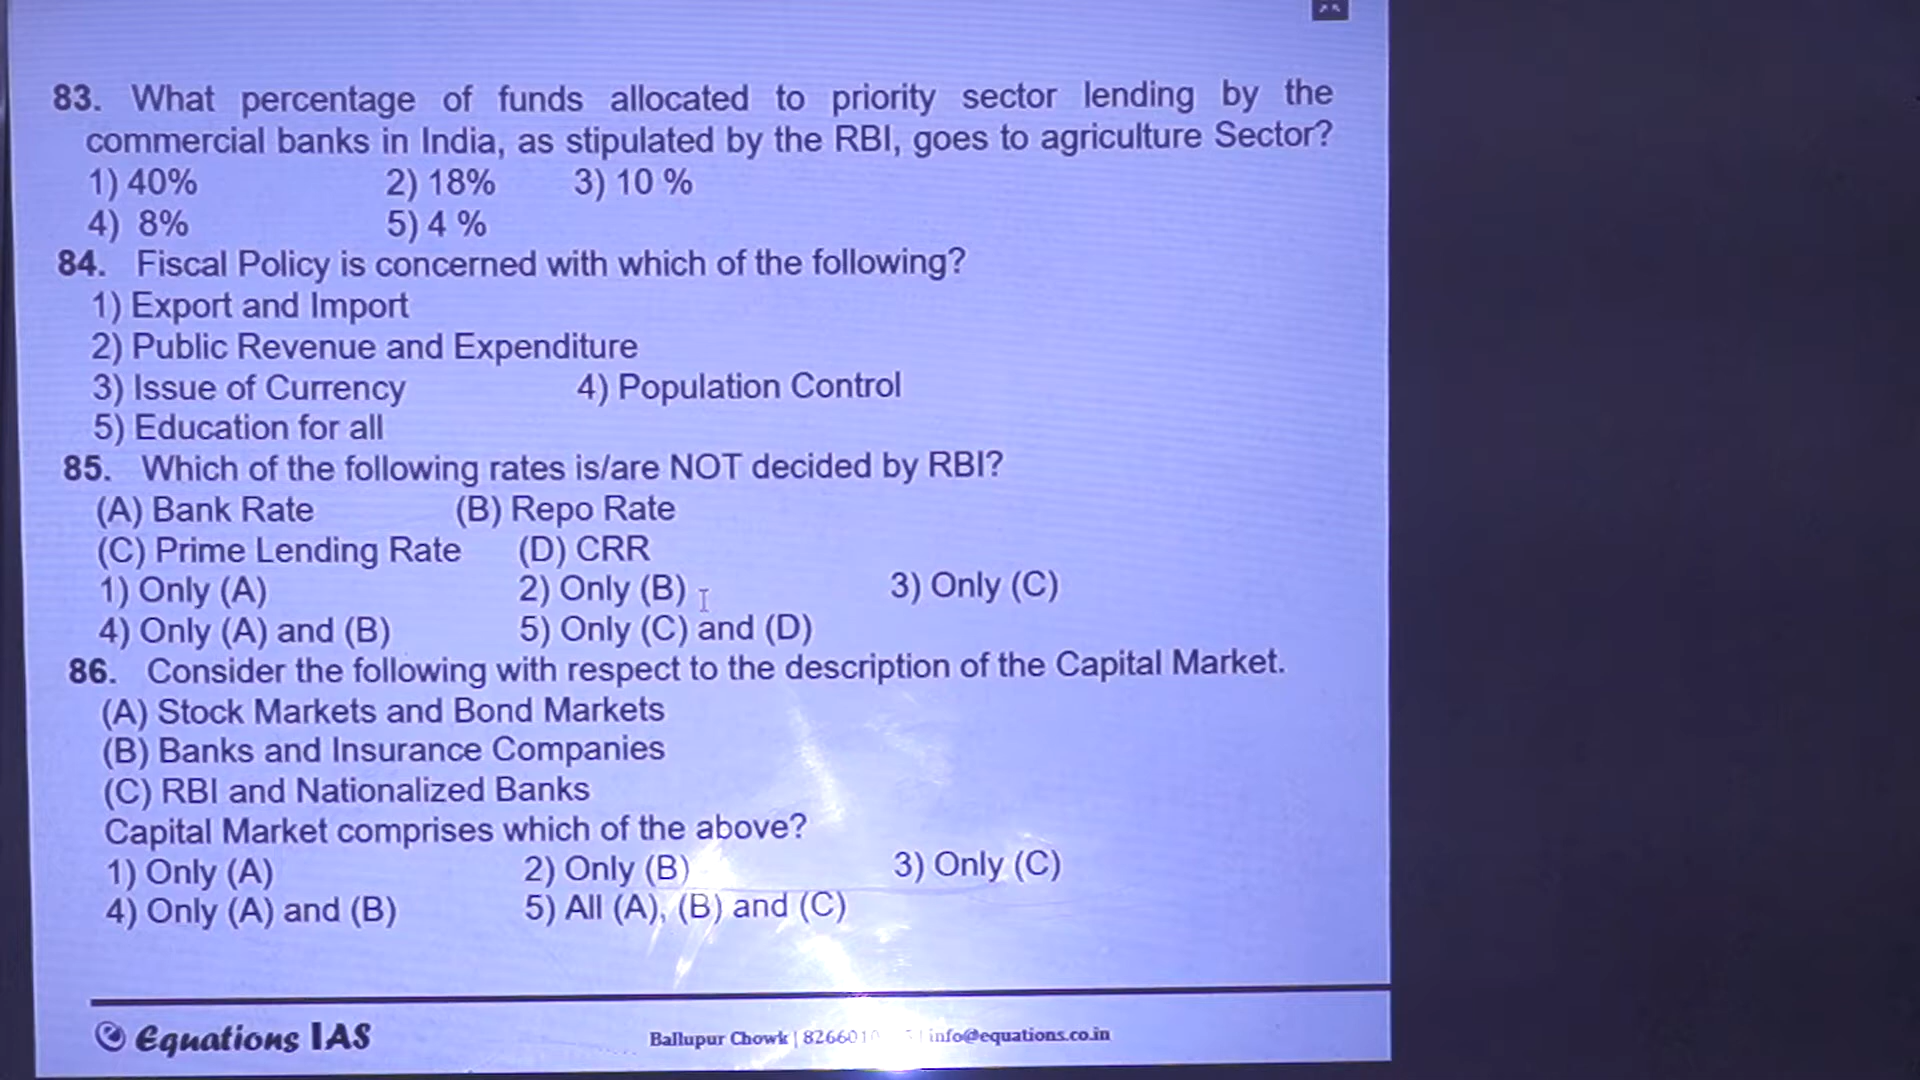 83. What percentage of funds allocated to priority sector lending by the
commercial banks in India, as stipulated by the RBI, goes to agriculture Sector?
1) 40% 2) 18% 3) 10 %
4) 8% 5) 4 %
84. Fiscal Policy is concerned with which of the following?
1) Export and Import
2) Public Revenue and Expenditure
3) Issue of Currency 4) Population Control
5) Education for all
85. Which of the following rates is/are NOT decided by RBI?
(A) Bank Rate (B) Repo Rate
(C) Prime Lending Rate (D) CRR
1) Only (A) 2) Only (B) 3) Only (C)
4) Only (A) and (B) 5) Only (C) and (D)
86. Consider the following with respect to the description of the Capital Market.
(A) Stock Markets and Bond Markets
(B) Banks and Insurance Companies
(C) RBI and Nationalized Banks
Capital Market comprises which of the above?
1) Only (A) 2) Only (B) 3) Only (C)
4) Only (A) and (B) 5) All (A), (B) and (C)
Equations IAS
Ballupur Chowk | info@equations.co.in